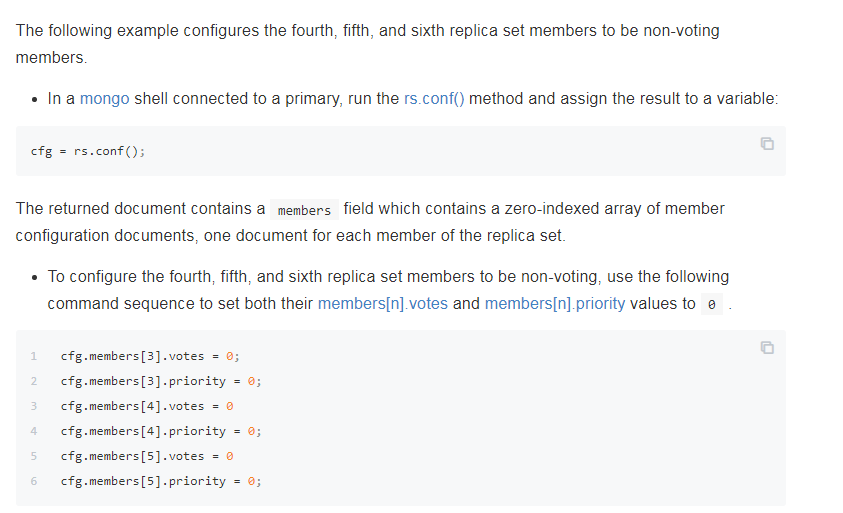 The following example configures the fourth, fifth, and sixth replica set members to be non-voting
members.
• In a mongo shell connected to a primary, run the rs.conf() method and assign the result to a variable:
cfg = rs.conf();
The returned document contains a members field which contains a zero-indexed array of member
configuration documents, one document for each member of the replica set.
• To configure the fourth, fifth, and sixth replica set members to be non-voting, use the following
command sequence to set both their members[n].votes and members[n].priority values to 0 .
1 cfg.members[3].votes = 0;
2 cfg.members[3].priority = 0;
3 cfg.members[4].votes = 0
4 cfg.members[4].priority = 0;
5 cfg.members[5].votes = 0
6 cfg.members[5].priority = 0;